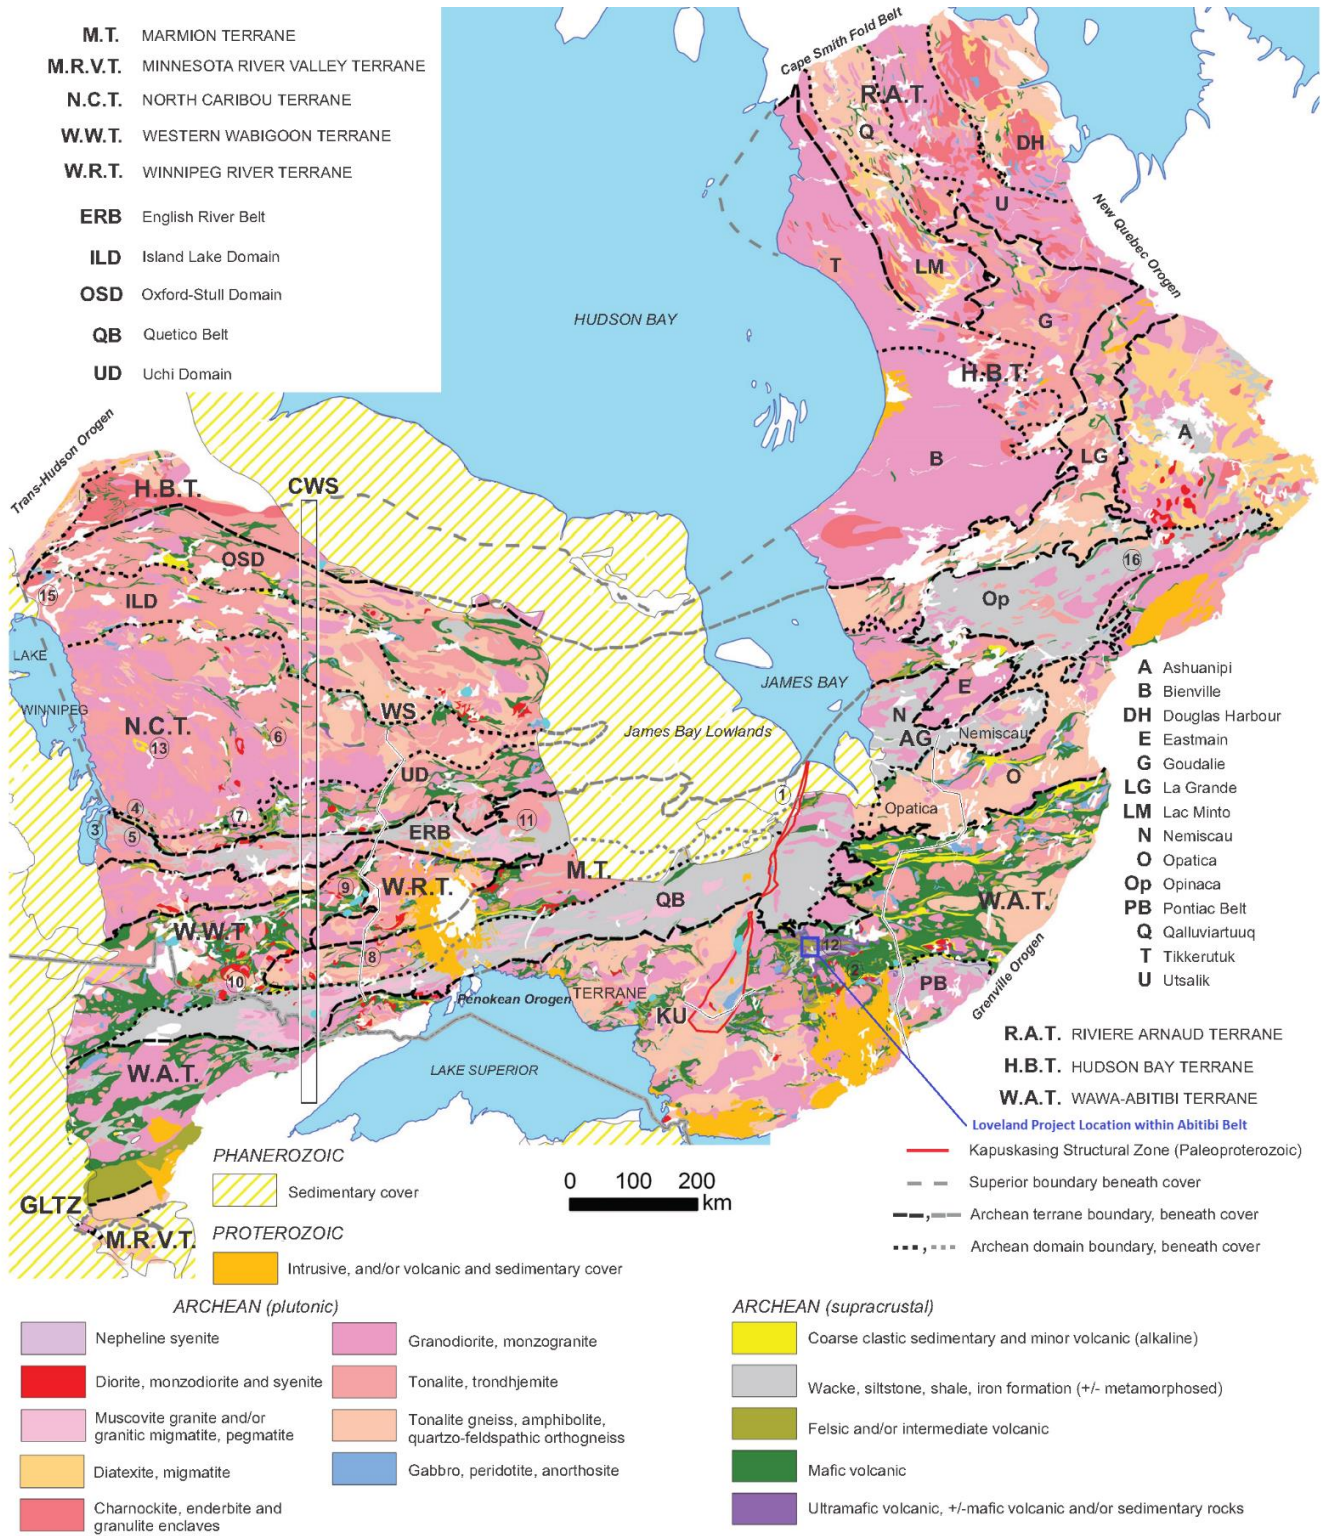 M.T. MARMION TERRANE
M.R.V.T. MINNESOTA RIVER VALLEY TERRANE
N.C.T. NORTH CARIBOU TERRANE
W.W.T. WESTERN WABIGOON TERRANE
W.R.T. WINNIPEG RIVER TERRANE
ERB English River Belt
ILD Island Lake Domain
OSD Oxford-Stull Domain
QB Quetico Belt
UD Uchi Domain
Cape Smith Fold Belt
R.A.T.
Q
DH
U
New Quebec Orogen
T
LM
G
HUDSON BAY
H.B.T.
A
B
LG
Trans-Hudson Orogen
H.B.T.
CWS
OSD
15
ILD
16
Op
LAKE
WINNIPEG
JAMES BAY
E
N
AG
Nemiscau
N.C.T.
13
6
WS
James Bay Lowlands
UD
O
Opatica
1
4
3
5
7
ERB
11
M.T.
9
W.R.T.
QB
W.A.T.
W.W.T
12
8
2
10
PB
Grenville Orogen
Penokean Orogen
TERRANE
KU
W.A.T.
LAKE SUPERIOR
A Ashuanipi
B Bienville
DH Douglas Harbour
E Eastmain
G Goudalie
LG La Grande
LM Lac Minto
N Nemiscau
O Opatica
Op Opinaca
PB Pontiac Belt
Q Qalluviartuuq
T Tikkerutuk
U Utsalik
R.A.T. RIVIERE ARNAUD TERRANE
H.B.T. HUDSON BAY TERRANE
W.A.T. WAWA-ABITIBI TERRANE
Loveland Project Location within Abitibi Belt
Kapuskasing Structural Zone (Paleoproterozoic)
Superior boundary beneath cover
, Archean terrane boundary, beneath cover
, Archean domain boundary, beneath cover
GLTZ
M.R.V.T.
PHANEROZOIC
Sedimentary cover
PROTEROZOIC
Intrusive, and/or volcanic and sedimentary cover
0 100 200
km
ARCHEAN (plutonic)
Nepheline syenite
Diorite, monzodiorite and syenite
Muscovite granite and/or
granitic migmatite, pegmatite
Diatexite, migmatite
Charnockite, enderbite and
granulite enclaves
Granodiorite, monzogranite
Tonalite, trondhjemite
Tonalite gneiss, amphibolite,
quartzo-feldspathic orthogneiss
Gabbro, peridotite, anorthosite
ARCHEAN (supracrustal)
Coarse clastic sedimentary and minor volcanic (alkaline)
Wacke, siltstone, shale, iron formation (+/- metamorphosed)
Felsic and/or intermediate volcanic
Mafic volcanic
Ultramafic volcanic, +/-mafic volcanic and/or sedimentary rocks